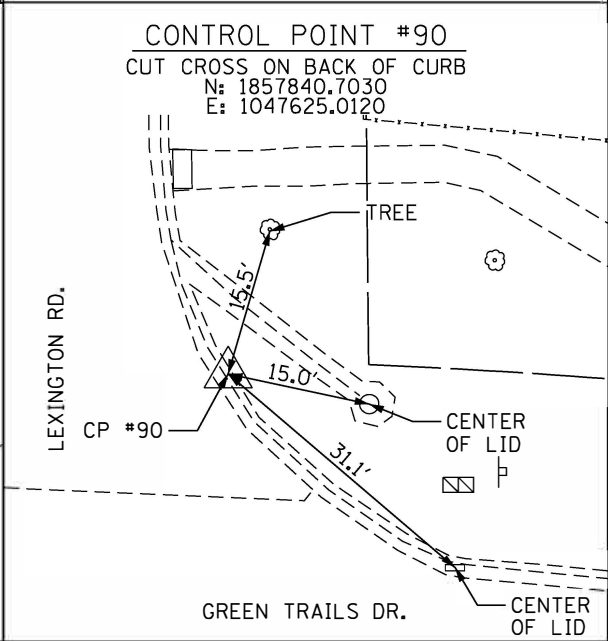 CONTROL POINT #90
CUT CROSS ON BACK OF CURB
N: 1857840.7030
E: 1047625.0120
TREE
15.5'
LEXINGTON RD.
15.0'
CP #90
CENTER
OF LID
31.1'
GREEN TRAILS DR.
CENTER
OF LID